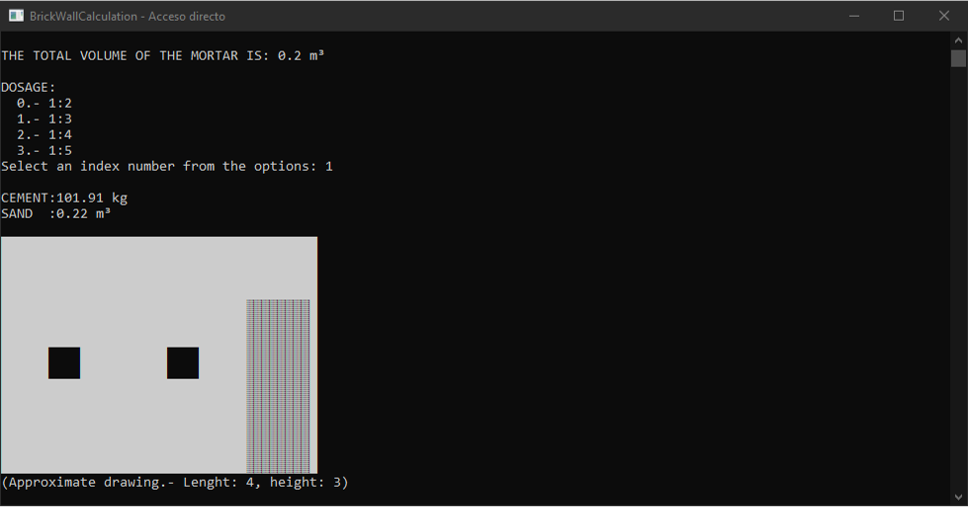 BrickWallCalculation - Acceso directo
THE TOTAL VOLUME OF THE MORTAR IS: 0.2 m³
DOSAGE:
0.- 1:2
1.- 1:3
2.- 1:4
3.- 1:5
Select an index number from the options: 1
CEMENT:101.91 kg
SAND  :0.22 m³
(Approximate drawing.- Lenght: 4, height: 3)